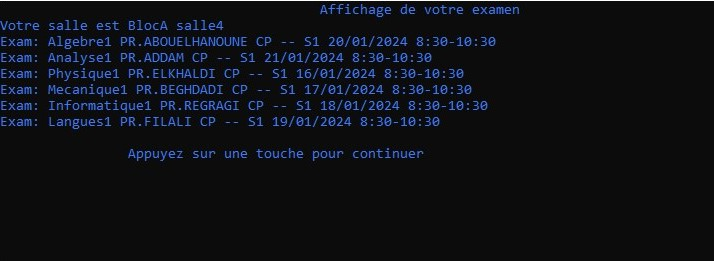 Affichage de votre examen
Votre salle est BlocA salle4
Exam: Algebre1 PR.ABOUELHANOUNE CP -- S1 20/01/2024 8:30-10:30
Exam: Analyse1 PR.ADDAM CP -- S1 21/01/2024 8:30-10:30
Exam: Physique1 PR.ELKHALDI CP -- S1 16/01/2024 8:30-10:30
Exam: Mecanique1 PR.BEGHDADI CP -- S1 17/01/2024 8:30-10:30
Exam: Informatique1 PR.REGRAGI CP -- S1 18/01/2024 8:30-10:30
Exam: Langues1 PR.FILALI CP -- S1 19/01/2024 8:30-10:30
Appuyez sur une touche pour continuer